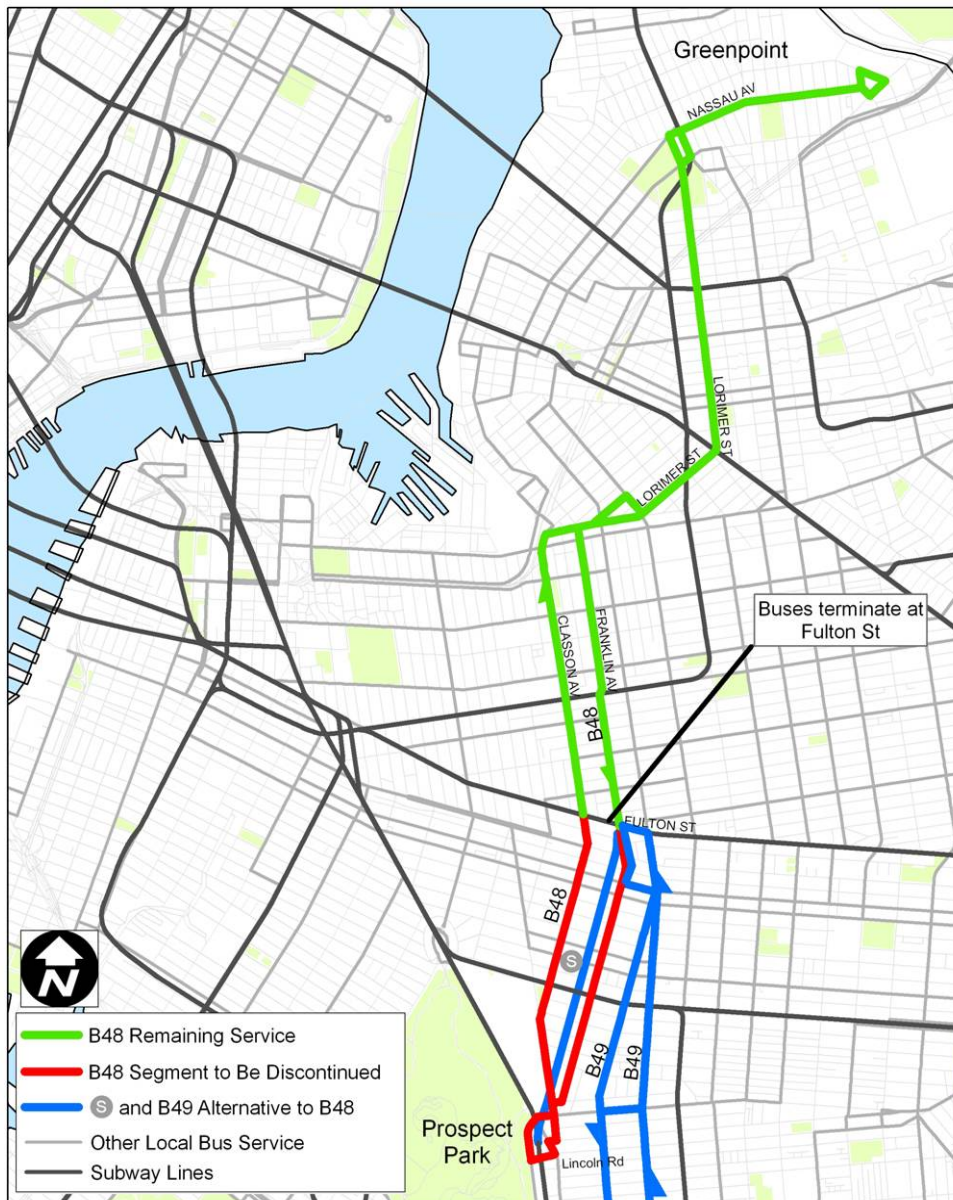 Greenpoint
NASSAU AV
LORIMER ST
LORIMER ST
Buses terminate at
Fulton St
CLASSON AV
FRANKLIN AV
B48
FULTON ST
B48
S
B49
B49
N
B48 Remaining Service
B48 Segment to Be Discontinued
S and B49 Alternative to B48
Other Local Bus Service
Subway Lines
Prospect
Park
Lincoln Rd